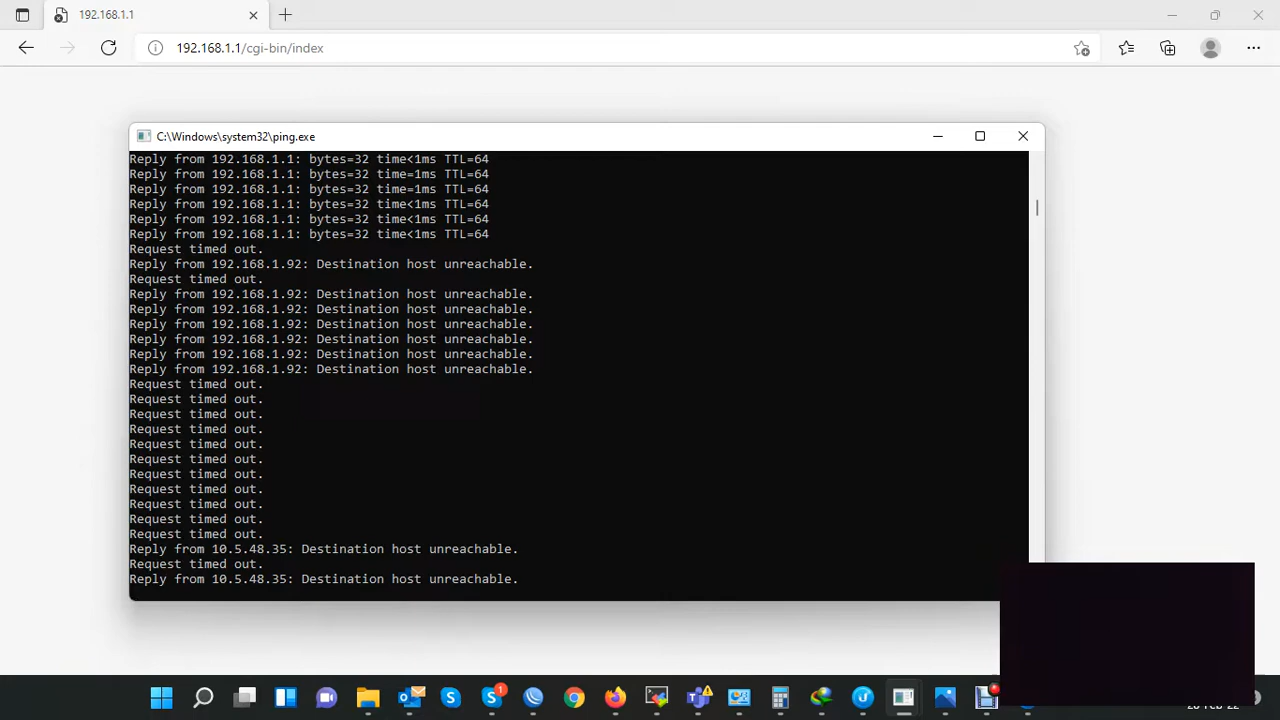 192.168.1.1
192.168.1.1/cgi-bin/index
C:\Windows\system32\ping.exe
Reply from 192.168.1.1: bytes=32 time<1ms TTL=64
Reply from 192.168.1.1: bytes=32 time=1ms TTL=64
Reply from 192.168.1.1: bytes=32 time=1ms TTL=64
Reply from 192.168.1.1: bytes=32 time<1ms TTL=64
Reply from 192.168.1.1: bytes=32 time<1ms TTL=64
Reply from 192.168.1.1: bytes=32 time<1ms TTL=64
Request timed out.
Reply from 192.168.1.92: Destination host unreachable.
Request timed out.
Reply from 192.168.1.92: Destination host unreachable.
Reply from 192.168.1.92: Destination host unreachable.
Reply from 192.168.1.92: Destination host unreachable.
Reply from 192.168.1.92: Destination host unreachable.
Reply from 192.168.1.92: Destination host unreachable.
Reply from 192.168.1.92: Destination host unreachable.
Request timed out.
Request timed out.
Request timed out.
Request timed out.
Request timed out.
Request timed out.
Request timed out.
Request timed out.
Request timed out.
Request timed out.
Request timed out.
Reply from 10.5.48.35: Destination host unreachable.
Request timed out.
Reply from 10.5.48.35: Destination host unreachable.
1